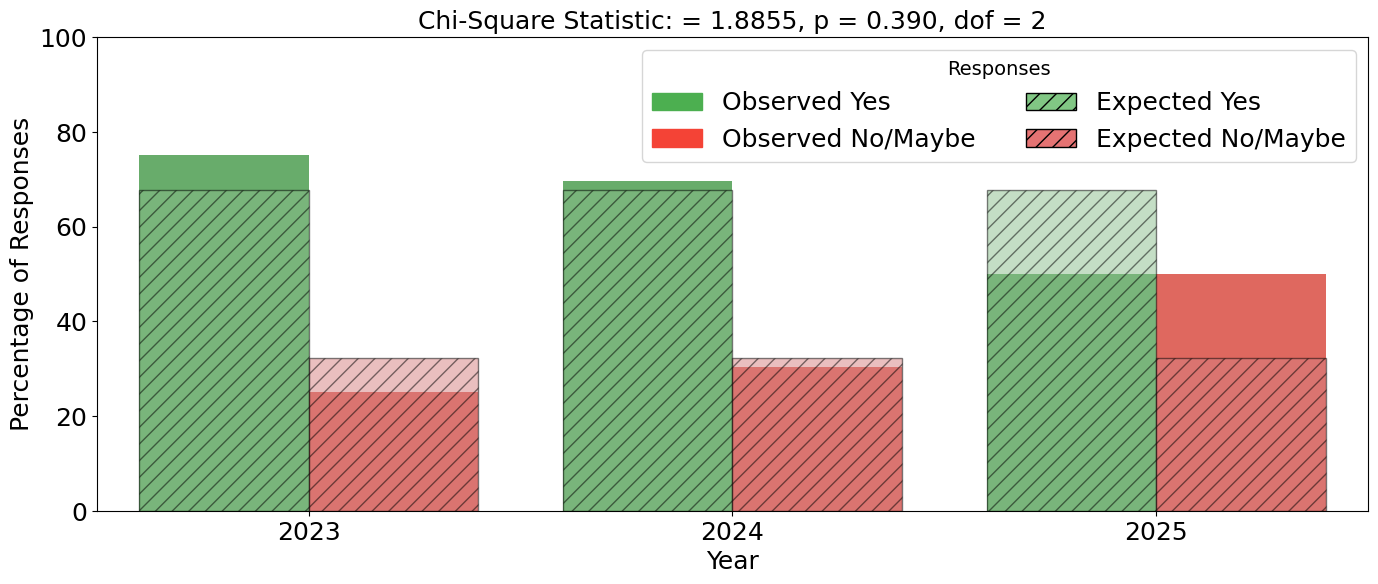 Chi-Square Statistic: = 1.8855, p = 0.390, dof = 2
Percentage of Responses
100
80
60
40
20
0
Responses
Observed Yes
Observed No/Maybe
Expected Yes
Expected No/Maybe
2023
2024
2025
Year